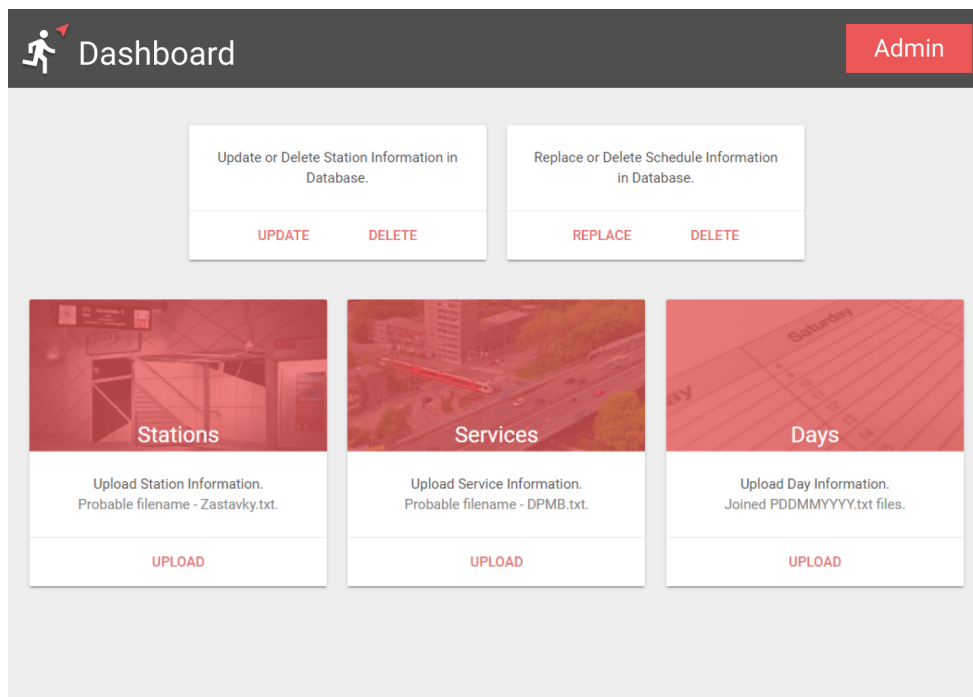 Dashboard
Admin
Update or Delete Station Information in
Database.
UPDATE DELETE
Replace or Delete Schedule Information
in Database.
REPLACE DELETE
Stations
Upload Station Information.
Probable filename - Zastavky.txt.
UPLOAD
Services
Upload Service Information.
Probable filename - DPMB.txt.
UPLOAD
Saturday
Days
Upload Day Information.
Joined PDDMMYYYY.txt files.
UPLOAD